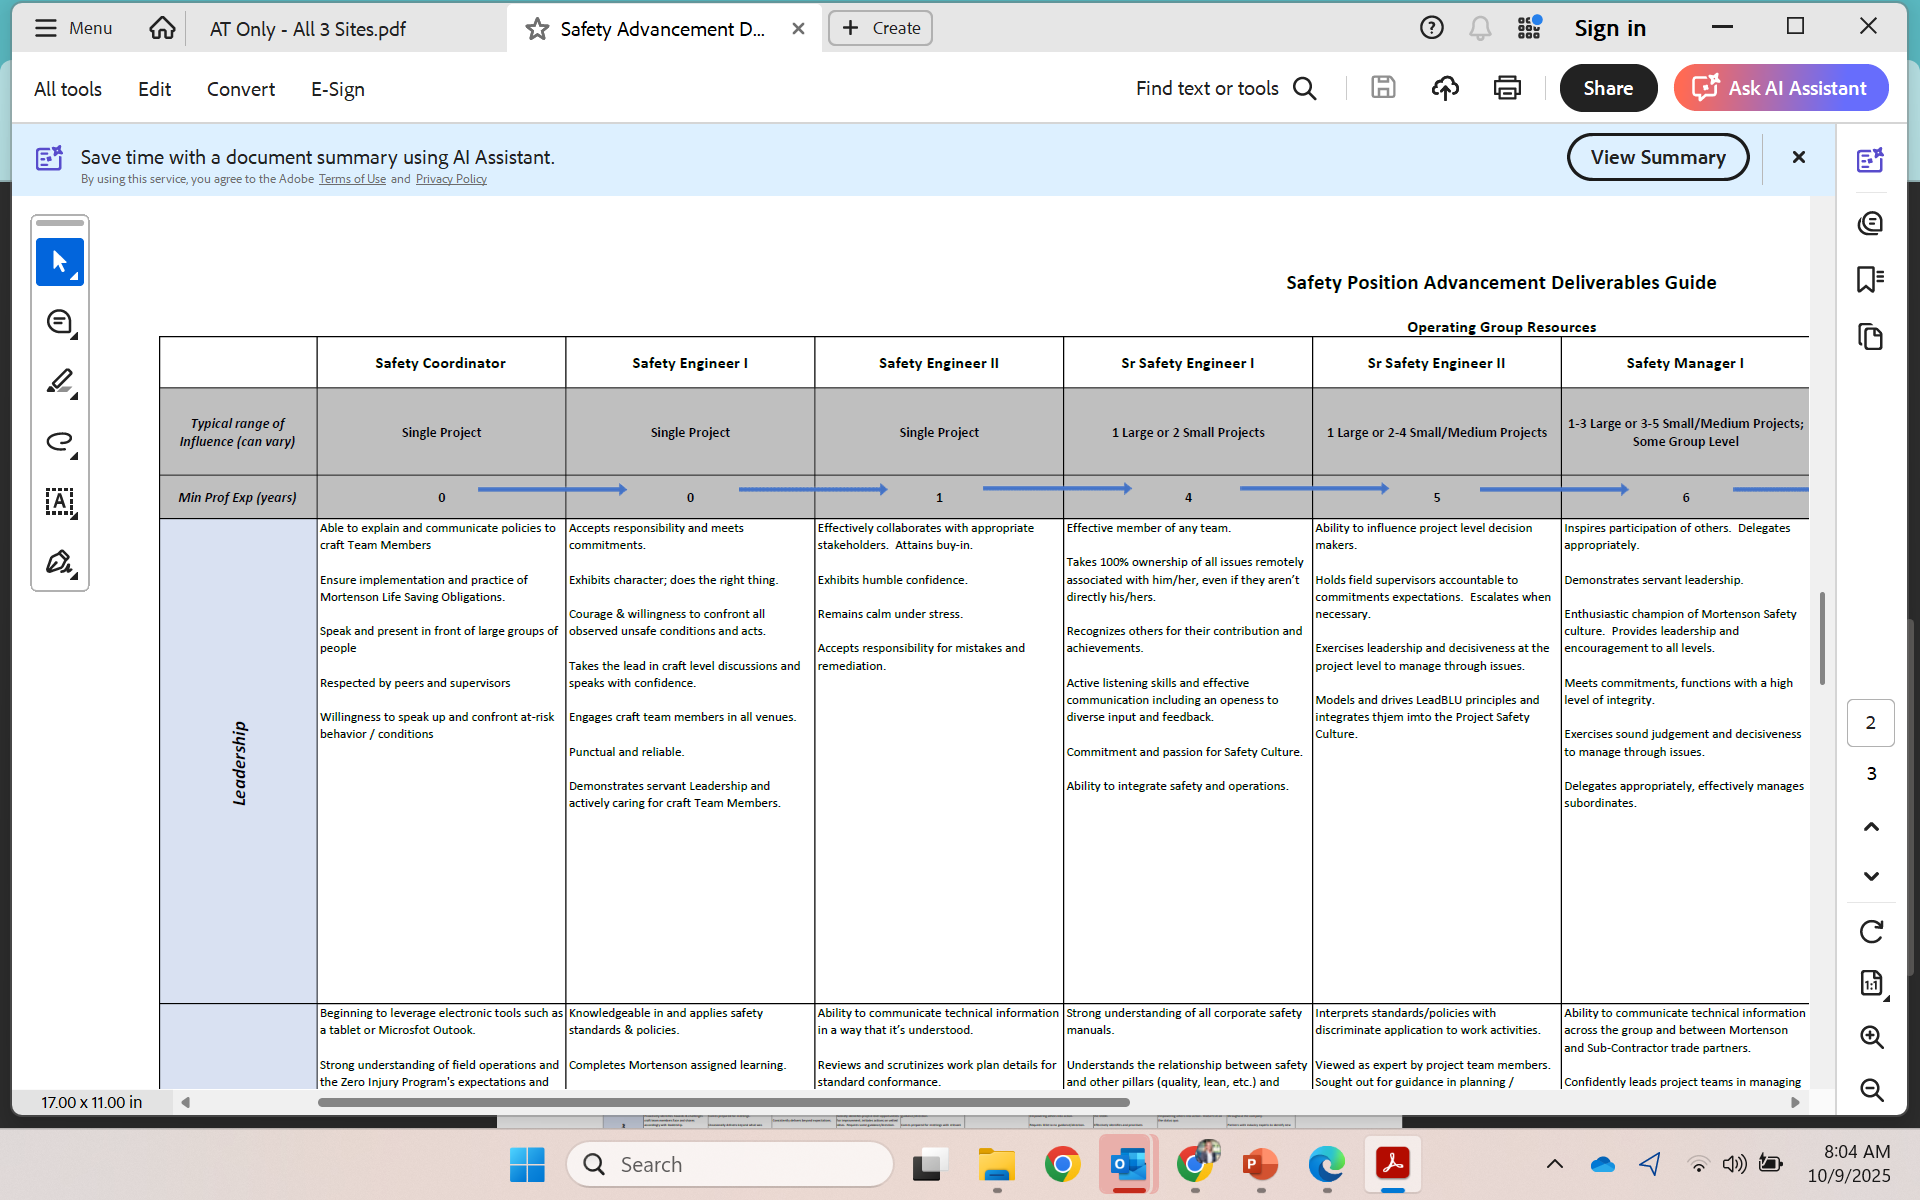 Menu
AT Only - All 3 Sites.pdf
Safety Advancement D...
Create
Sign in
All tools
Edit
Convert
E-Sign
Find text or tools
Share
Ask AI Assistant
Save time with a document summary using AI Assistant.
By using this service, you agree to the Adobe Terms of Use and Privacy Policy
View Summary
Safety Position Advancement Deliverables Guide
Operating Group Resources
Safety Coordinator
Safety Engineer I
Safety Engineer II
Sr Safety Engineer I
Sr Safety Engineer II
Safety Manager I
Typical range of
Influence (can vary)
Single Project
Single Project
Single Project
1 Large or 2 Small Projects
1 Large or 2-4 Small/Medium Projects
1-3 Large or 3-5 Small/Medium Projects;
Some Group Level
Min Prof Exp (years)
0
0
1
4
5
6
Leadership
Able to explain and communicate policies to
craft Team Members
Ensure implementation and practice of
Mortenson Life Saving Obligations.
Speak and present in front of large groups of
people
Respected by peers and supervisors
Willingness to speak up and confront at-risk
behavior / conditions
Accepts responsibility and meets
commitments.
Exhibits character; does the right thing.
Courage & willingness to confront all
observed unsafe conditions and acts.
Takes the lead in craft level discussions and
speaks with confidence.
Engages craft team members in all venues.
Punctual and reliable.
Demonstrates servant Leadership and
actively caring for craft Team Members.
Effectively collaborates with appropriate
stakeholders.  Attains buy-in.
Exhibits humble confidence.
Remains calm under stress.
Accepts responsibility for mistakes and
remediation.
Effective member of any team.
Takes 100% ownership of all issues remotely
associated with him/her, even if they aren't
directly his/hers.
Recognizes others for their contribution and
achievements.
Active listening skills and effective
communication including an openess to
diverse input and feedback.
Commitment and passion for Safety Culture.
Ability to integrate safety and operations.
Ability to influence project level decision
makers.
Holds field supervisors accountable to
commitments expectations.  Escalates when
necessary.
Exercises leadership and decisiveness at the
project level to manage through issues.
Models and drives LeadBLU principles and
integrates thjem imto the Project Safety
Culture.
Inspires participation of others.  Delegates
appropriately.
Demonstrates servant leadership.
Enthusiastic champion of Mortenson Safety
culture.  Provides leadership and
encouragement to all levels.
Meets commitments, functions with a high
level of integrity.
Exercises sound judgement and decisiveness
to manage through issues.
Delegates appropriately, effectively manages
subordinates.
Beginning to leverage electronic tools such as
a tablet or Microsfot Outook.
Strong understanding of field operations and
the Zero Injury Program's expectations and
Knowledgeable in and applies safety
standards & policies.
Completes Mortenson assigned learning.
Ability to communicate technical information
in a way that it's understood.
Reviews and scrutinizes work plan details for
standard conformance.
Strong understanding of all corporate safety
manuals.
Understands the relationship between safety
and other pillars (quality, lean, etc.) and
Interprets standards/policies with
discriminate application to work activities.
Viewed as expert by project team members.
Sought out for guidance in planning /
Ability to communicate technical information
across the group and between Mortenson
and Sub-Contractor trade partners.
Confidently leads project teams in managing
2
3
1:1
17.00 x 11.00 in
Search
8:04 AM
10/9/2025